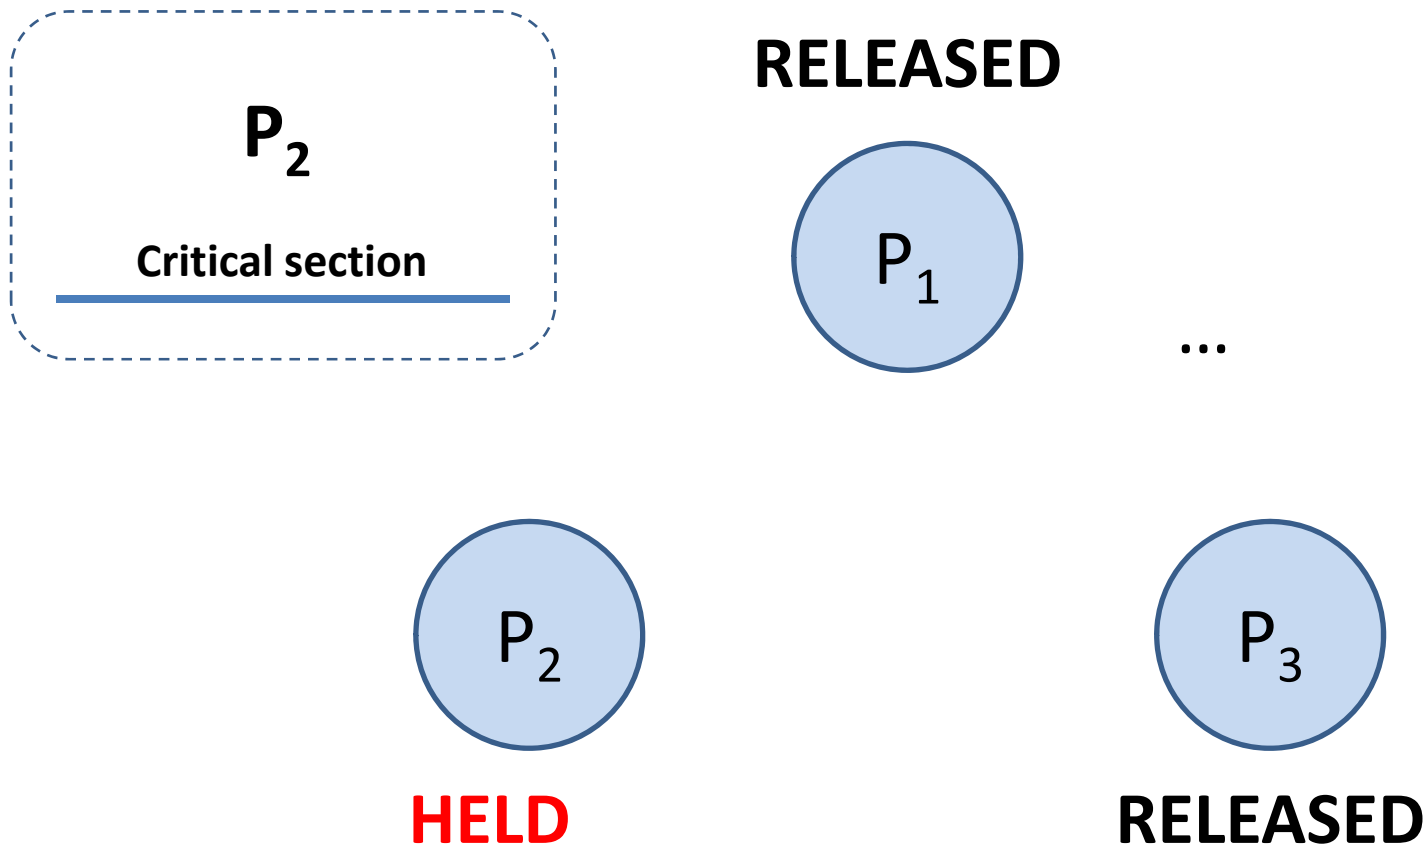 P2
Critical section
RELEASED
P1
...
P2
HELD
P3
RELEASED